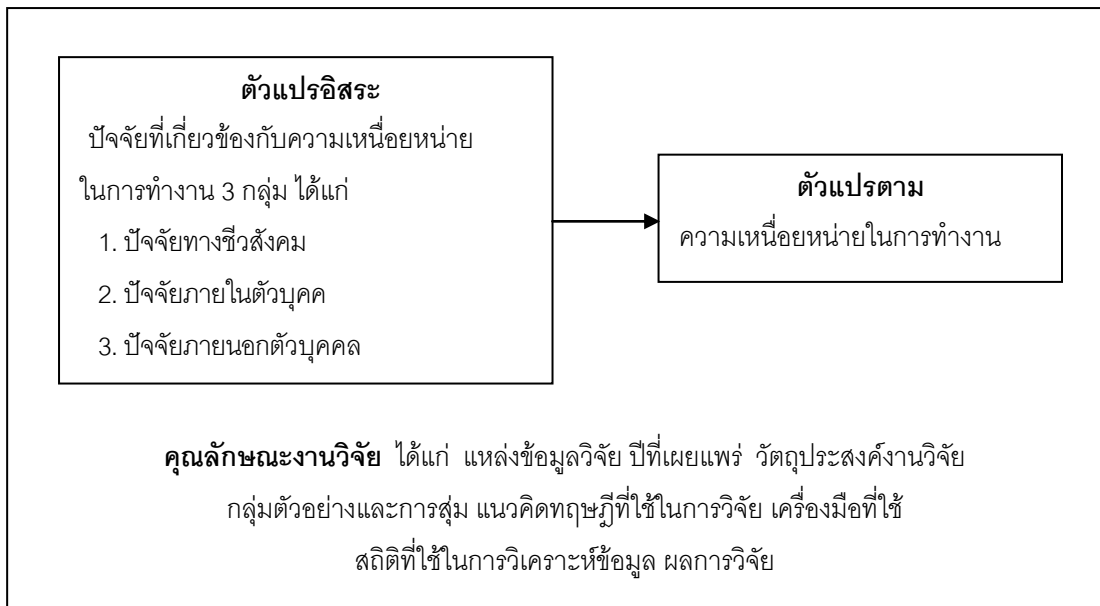 ตัวแปรอิสระ
ปัจจัยที่เกี่ยวข้องกับความเหนื่อยหน่าย
ในการทำงาน 3 กลุ่ม ได้แก่
1. ปัจจัยทางชีวสังคม
2. ปัจจัยภายในตัวบุคค
3. ปัจจัยภายนอกตัวบุคคล
ตัวแปรตาม
ความเหนื่อยหน่ายในการทำงาน
คุณลักษณะงานวิจัย ได้แก่ แหล่งข้อมูลวิจัย ปีที่เผยแพร่ วัตถุประสงค์งานวิจัย
กลุ่มตัวอย่างและการสุ่ม แนวคิดทฤษฎีที่ใช้ในการวิจัย เครื่องมือที่ใช้
สถิติที่ใช้ในการวิเคราะห์ข้อมูล ผลการวิจัย